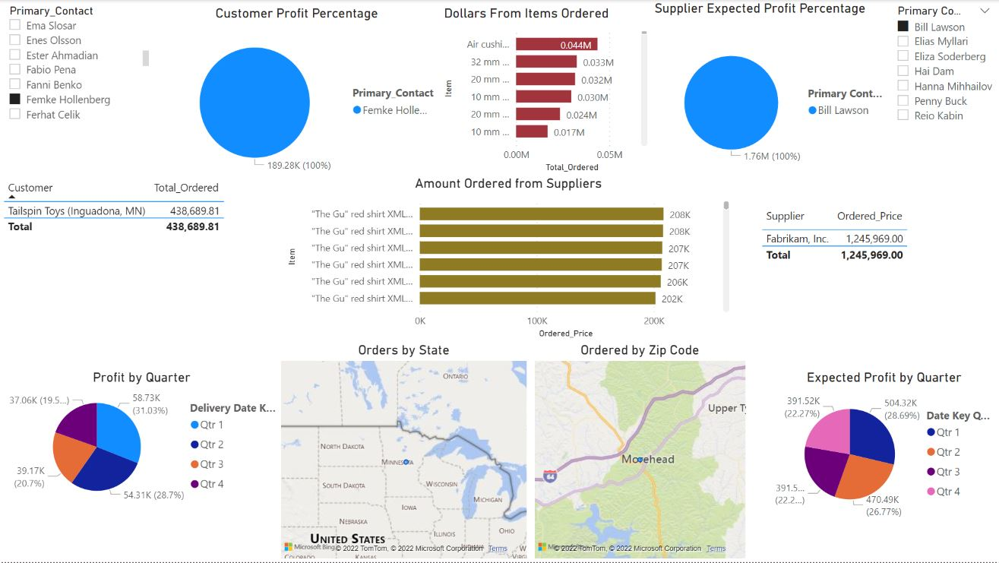 Primary_Contact
Ema Slosar
Enes Olsson
Ester Ahmadian
Fabio Pena
Fanni Benko
Femke Hollenberg
Ferhat Celik
Customer Profit Percentage
Primary_Contact
Femke Holle...
189.28K (100%)
Dollars From Items Ordered
Item
Air cushi...
0.044M
32 mm ...
0.033M
20 mm ...
0.032M
10 mm ...
0.030M
20 mm ...
0.024M
10 mm ...
0.017M
0.00M
0.05M
Total_Ordered
Supplier Expected Profit Percentage
Primary Cont...
Bill Lawson
1.76M (100%)
Primary Co...
Bill Lawson
Elias Myllari
Eliza Soderberg
Hai Dam
Hanna Mihhailov
Penny Buck
Reio Kabin
Customer Total_Ordered
Tailspin Toys (Inguadona, MN) 438,689.81
Total 438,689.81
Amount Ordered from Suppliers
Item
"The Gu" red shirt XML... 208K
"The Gu" red shirt XML... 208K
"The Gu" red shirt XML... 207K
"The Gu" red shirt XML... 207K
"The Gu" red shirt XML... 206K
"The Gu" red shirt XML... 202K
0K 100K 200K
Ordered_Price
Supplier Ordered_Price
Fabrikam, Inc. 1,245,969.00
Total 1,245,969.00
Profit by Quarter
37.06K (19.5...)
58.73K
(31.03%)
39.17K
(20.7%)
54.31K (28.7%)
Delivery Date K...
Qtr 1
Qtr 2
Qtr 3
Qtr 4
Orders by State
ONTARIO
NORTH DAKOTA
MINNESOTA
SOUTH DAKOTA
WISCONSIN
MICHIGAN
IOWA
NEBRASKA
ILLINOIS
OHIO
UNITED STATES
Microsoft Bing
© 2022 TomTom, © 2022 Microsoft Corporation Terms
COLORADO
KANSAS
Ordered by Zip Code
Upper Ty
Morehead
64
© 2022 TomTom, © 2022 Microsoft Corporation Terms
Expected Profit by Quarter
391.52K
(22.27%)
504.32K
(28.69%)
391.5...
(22.2...)
470.49K
(26.77%)
Date Key Q...
Qtr 1
Qtr 2
Qtr 3
Qtr 4